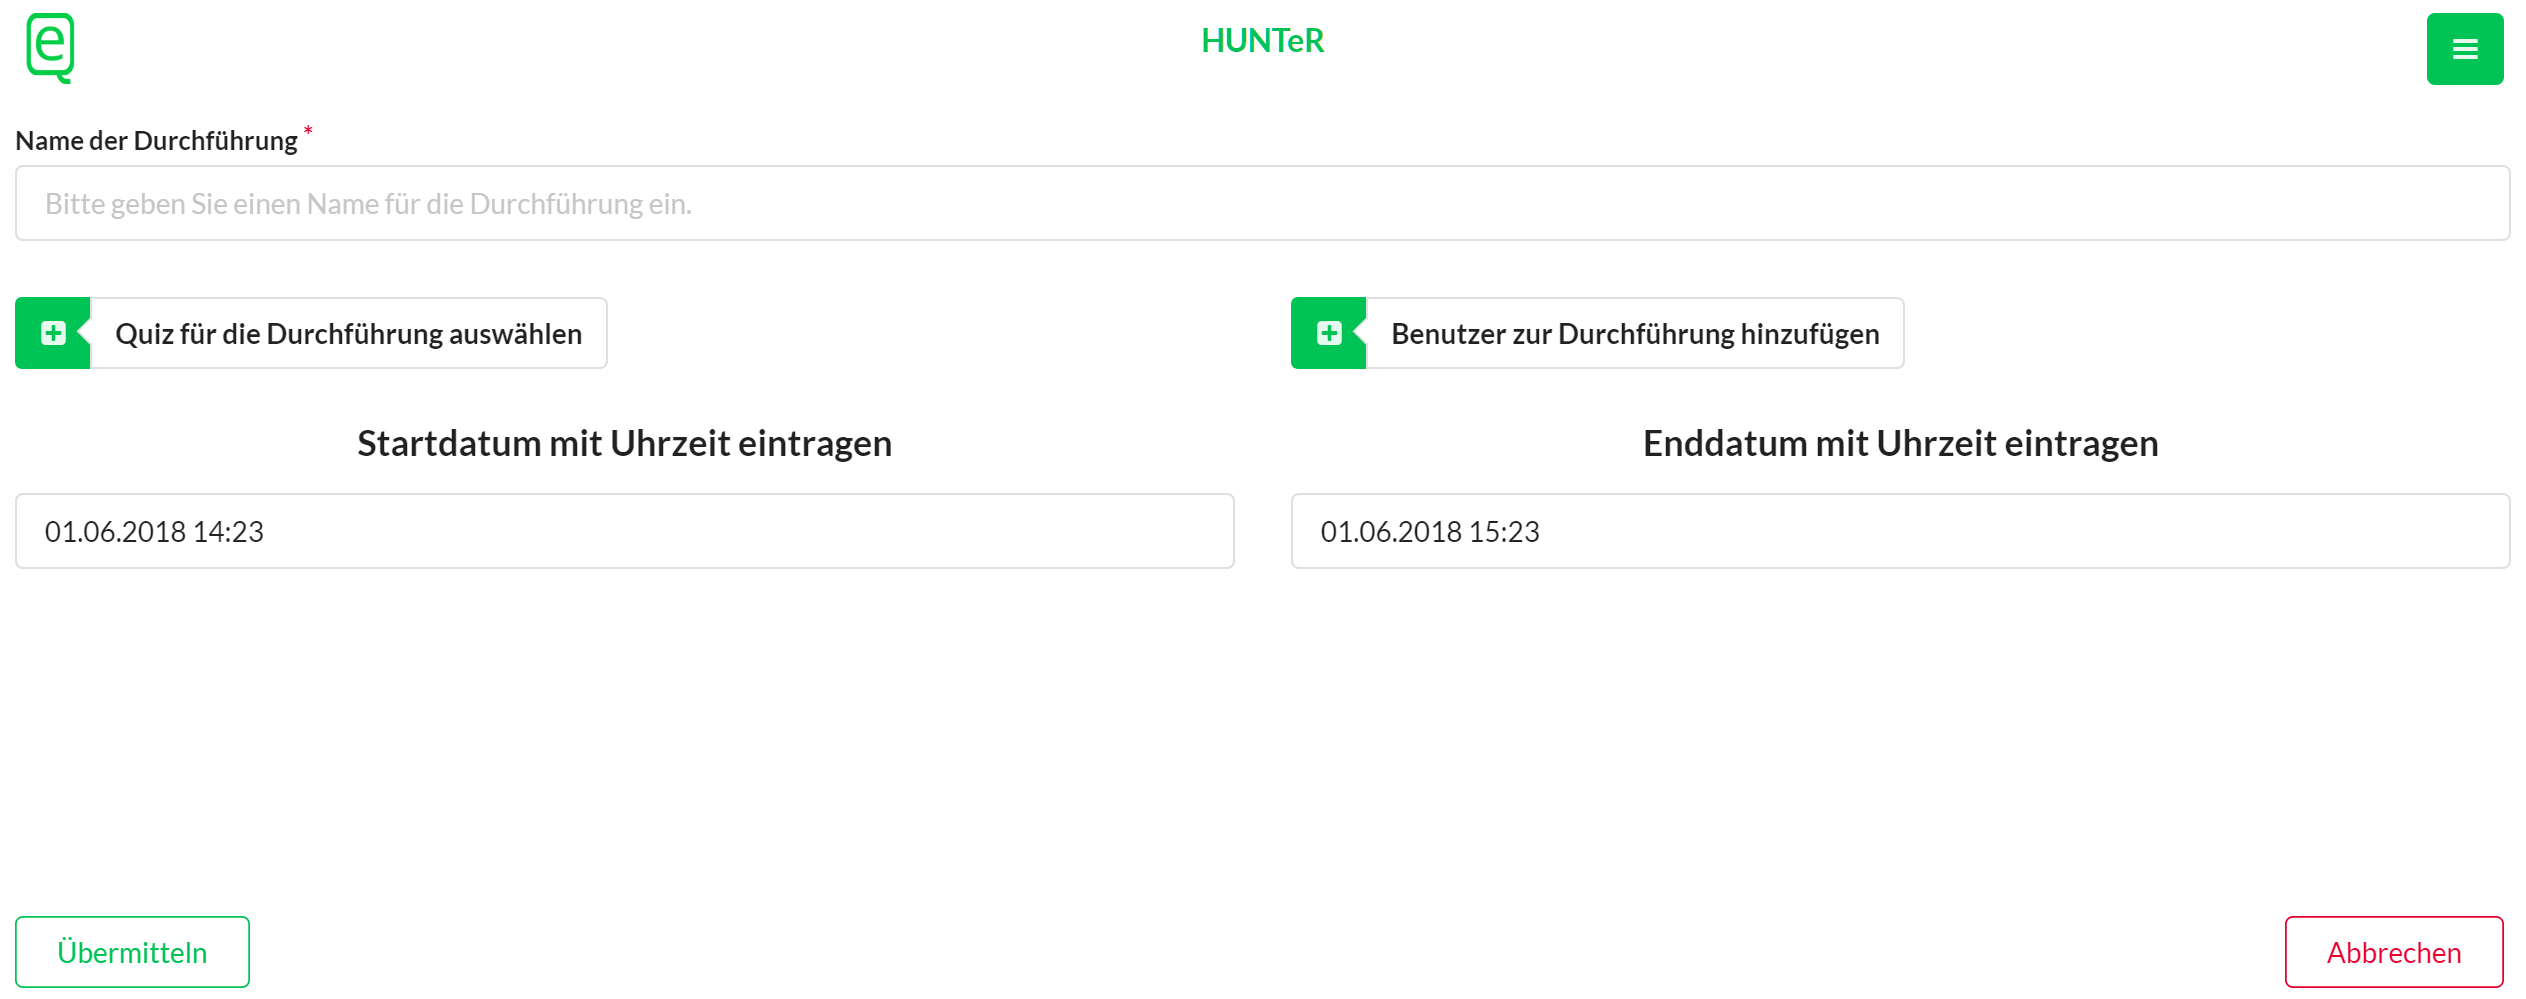 e
HUNTeR
Name der Durchführung *
Bitte geben Sie einen Name für die Durchführung ein.
Quiz für die Durchführung auswählen
Benutzer zur Durchführung hinzufügen
Startdatum mit Uhrzeit eintragen
Enddatum mit Uhrzeit eintragen
01.06.2018 14:23
01.06.2018 15:23
Übermitteln
Abbrechen